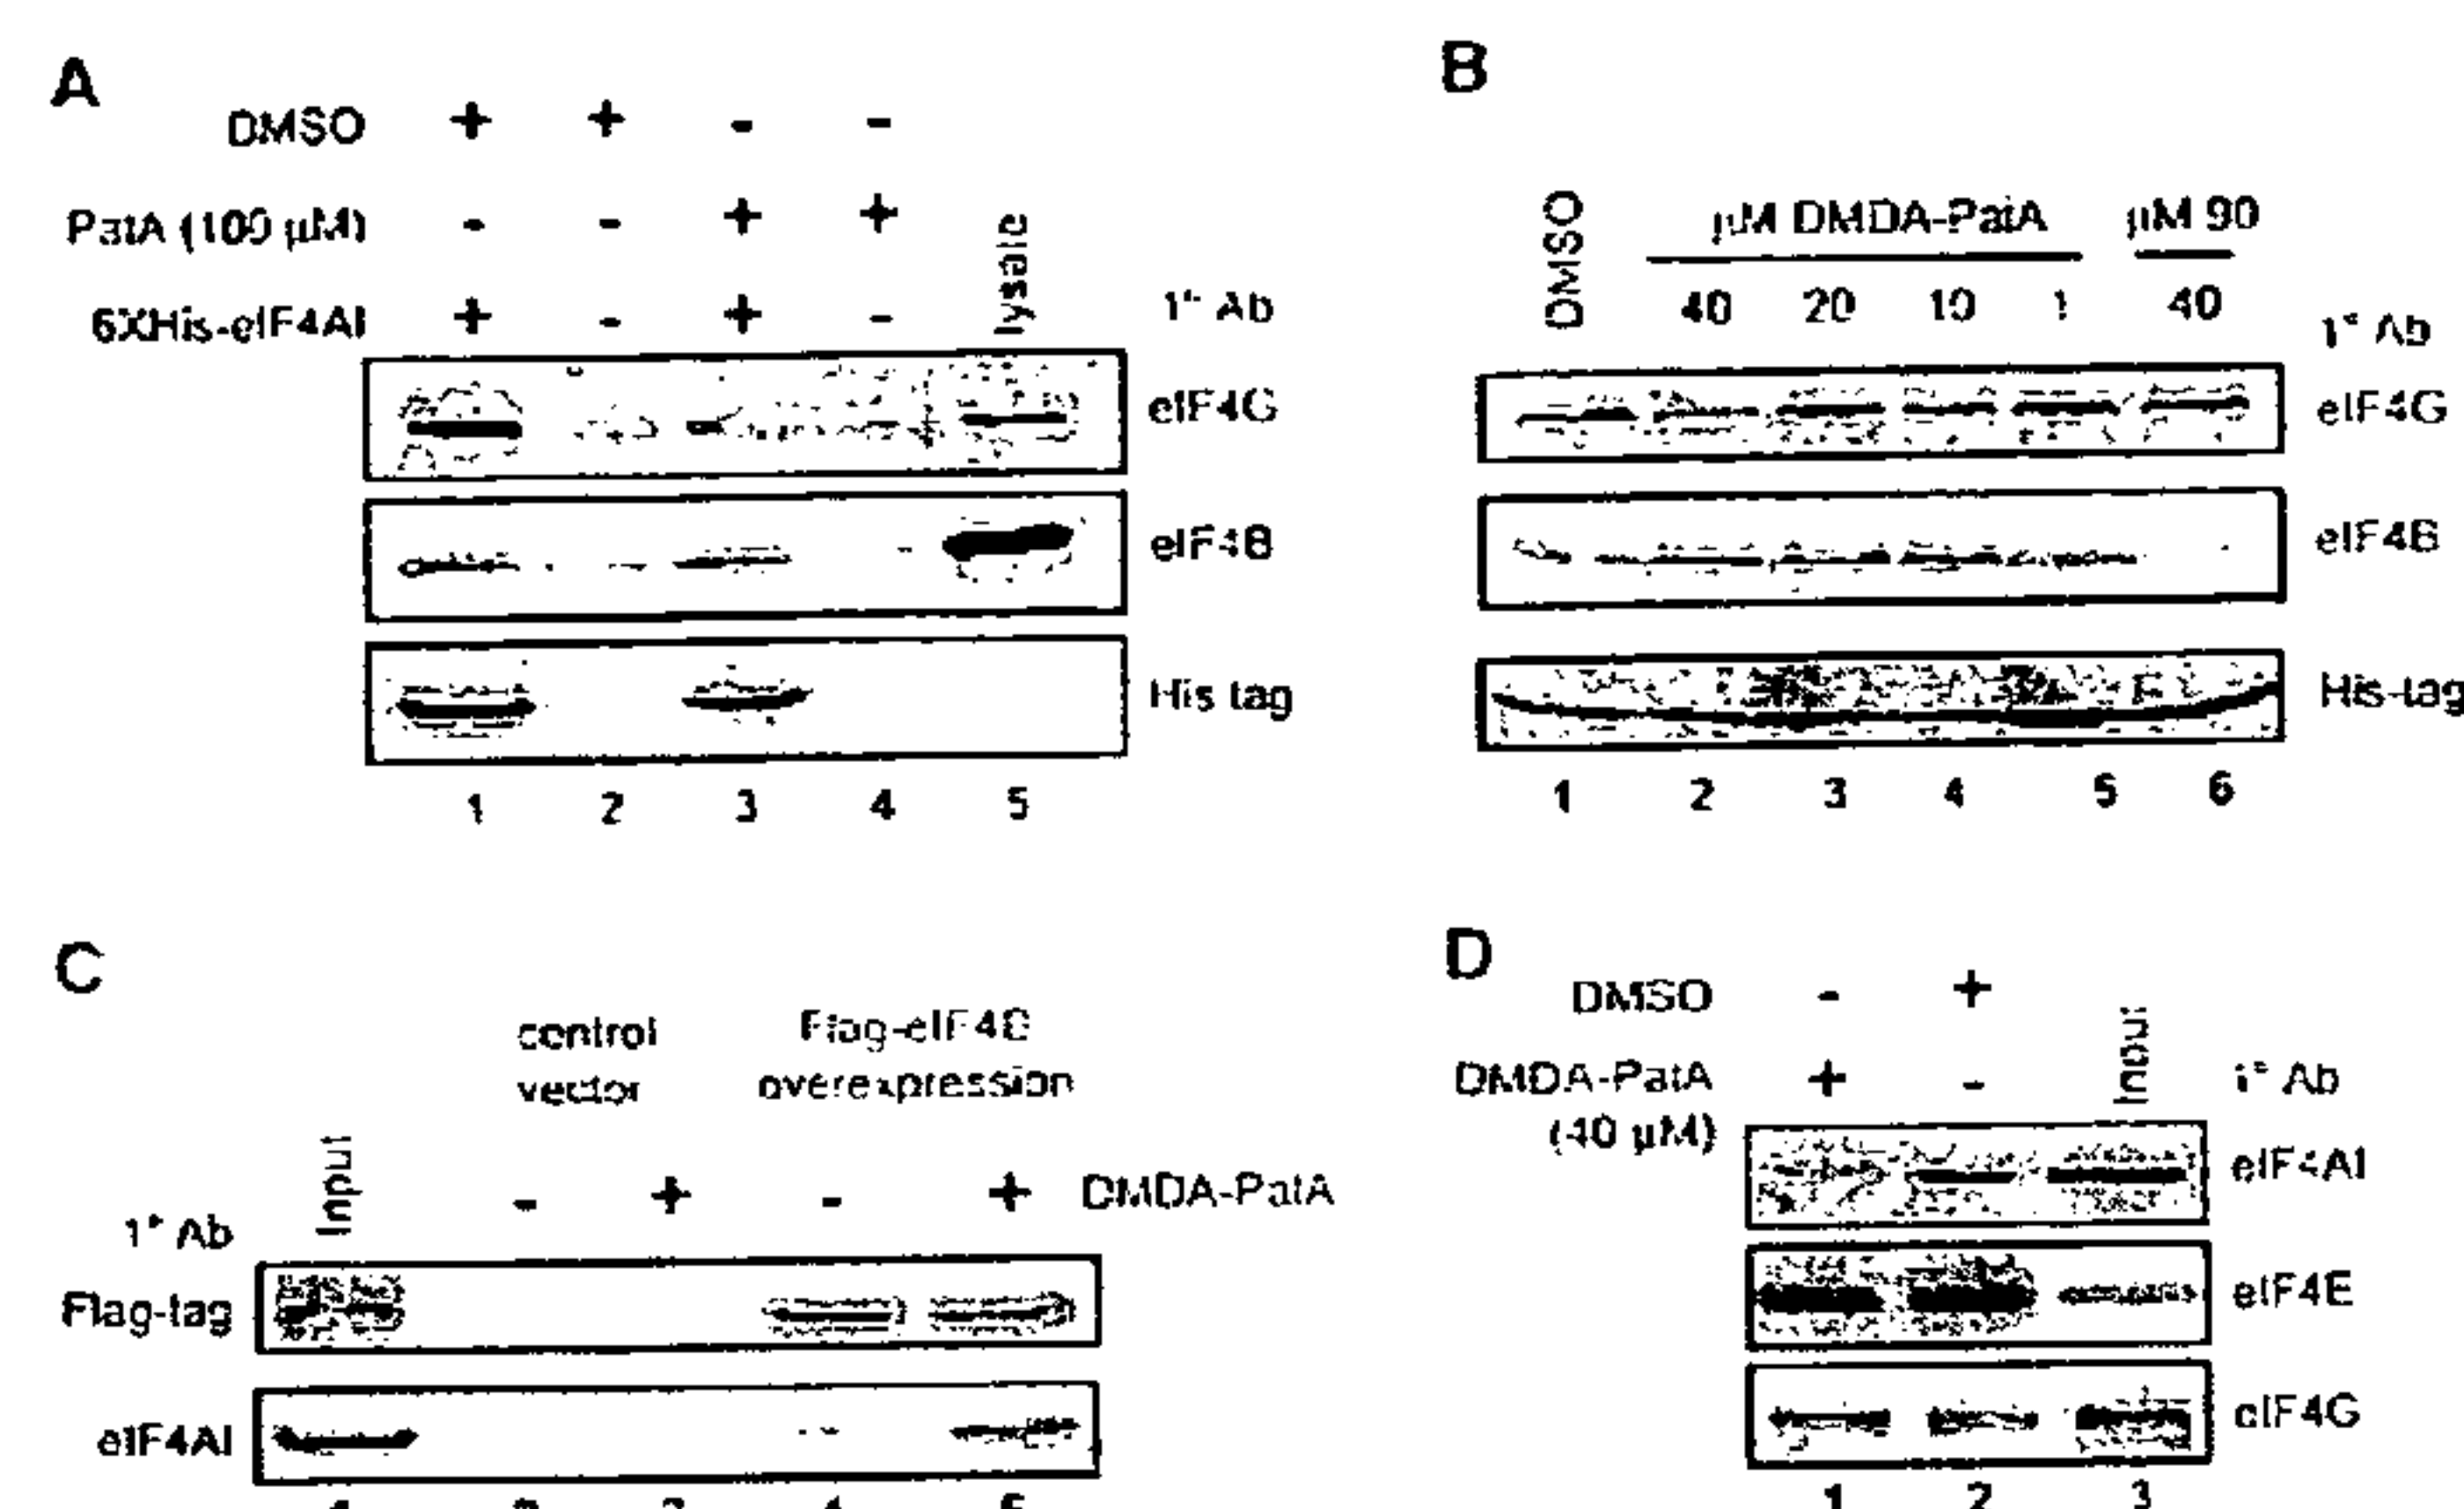 A
DMSO + + - -
PatA (100 µM) - - + +
6XHis-eIF4AI + - + -
lysate
1° Ab
eIF4G
eIF4B
His tag
1 2 3 4 5
B
DMSO
µM DMDA-PatA
µM 90
40 20 10 1 40
1° Ab
eIF4G
eIF4B
His-tag
1 2 3 4 5 6
C
control
vector
Flag-eIF4B
overexpression
Input
- + - + DMDA-PatA
1° Ab
Flag-tag
eIF4AI
D
DMSO - +
DMDA-PatA + -
(40 µM)
Input
1° Ab
eIF4AI
eIF4E
eIF4G
1 2 3